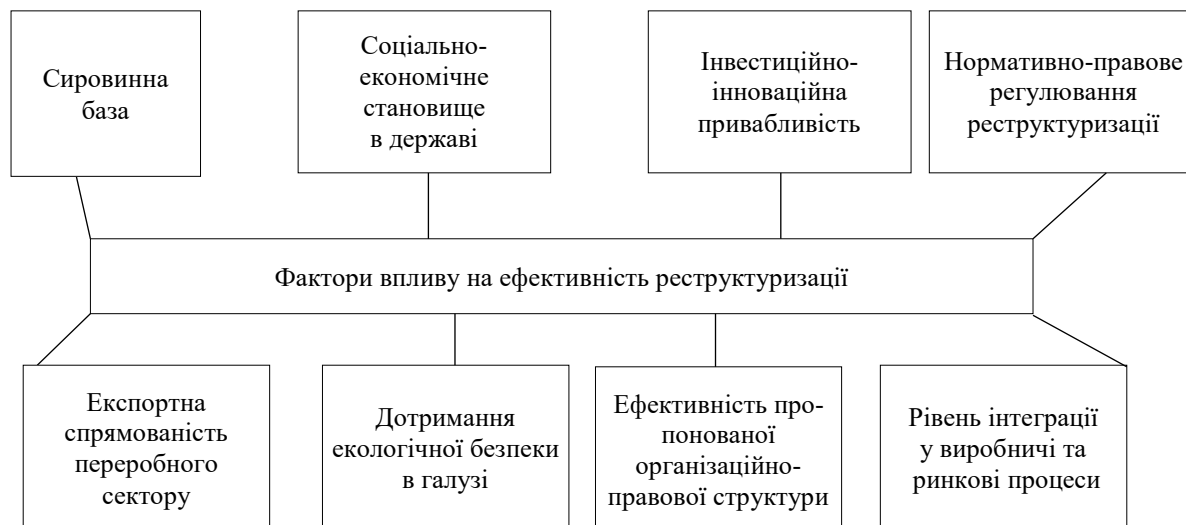 Сировинна
база
Соціально-
економічне
становище
в державі
Інвестиційно-
інноваційна
привабливість
Нормативно-правове
регулювання
реструктуризації
Фактори впливу на ефективність реструктуризації
Експортна
спрямованість
переробного
сектору
Дотримання
екологічної безпеки
в галузі
Ефективність про-
понованої
організаційно-
правової структури
Рівень інтеграції
у виробничі та
ринкові процеси